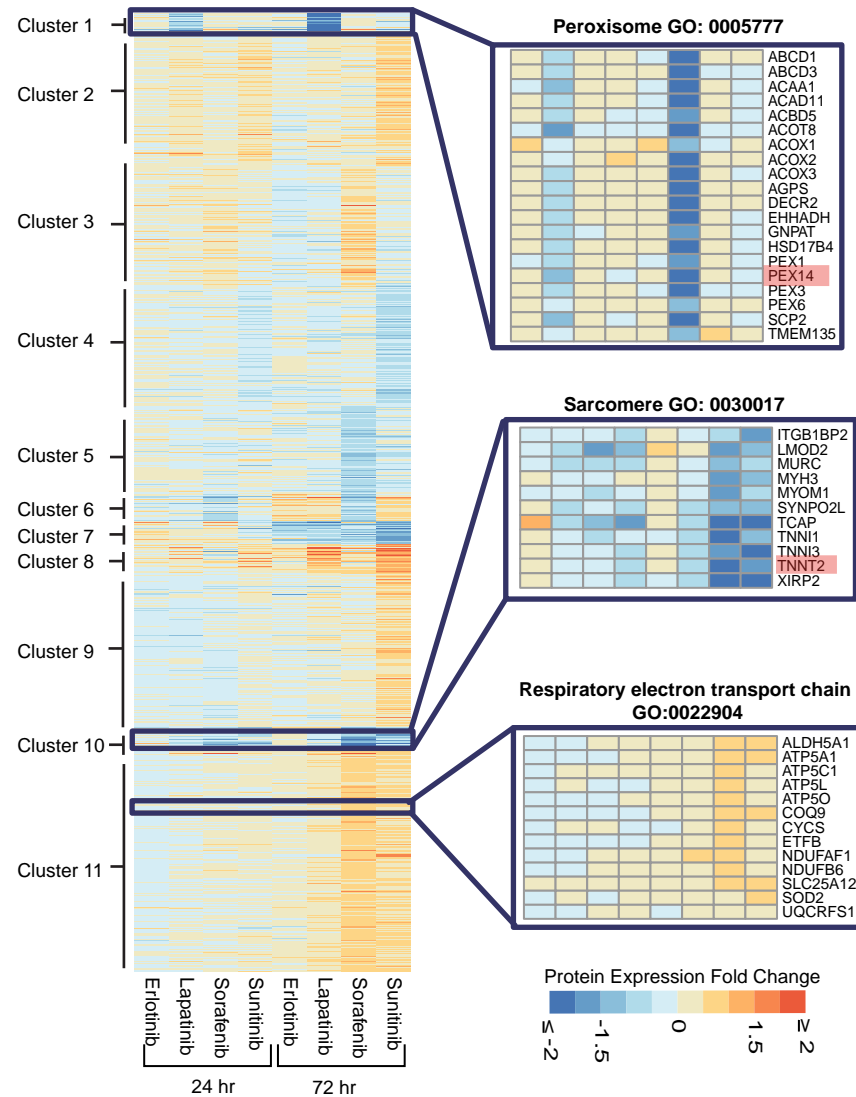 Cluster 1
Cluster 2
Cluster 3
Cluster 4
Cluster 5
Cluster 6
Cluster 7
Cluster 8
Cluster 9
Cluster 10
Cluster 11
Erlotinib
Lapatinib
Sorafenib
Sunitinib
Erlotinib
Lapatinib
Sorafenib
Sunitinib
24 hr
72 hr
Peroxisome GO: 0005777
ABCD1
ABCD3
ACAA1
ACAD11
ACBD5
ACOT8
ACOX1
ACOX2
ACOX3
AGPS
DECR2
EHHADH
GNPAT
HSD17B4
PEX1
PEX14
PEX3
PEX6
SCP2
TMEM135
Sarcomere GO: 0030017
ITGB1BP2
LMOD2
MURC
MYH3
MYOM1
SYNPO2L
TCAP
TNNI1
TNNI3
TNNT2
XIRP2
Respiratory electron transport chain
GO:0022904
ALDH5A1
ATP5A1
ATP5C1
ATP5L
ATP5O
COQ9
CYCS
ETFB
NDUFAF1
NDUFB6
SLC25A12
SOD2
UQCRFS1
Protein Expression Fold Change
≤ -2
-1.5
0
1.5
≥ 2